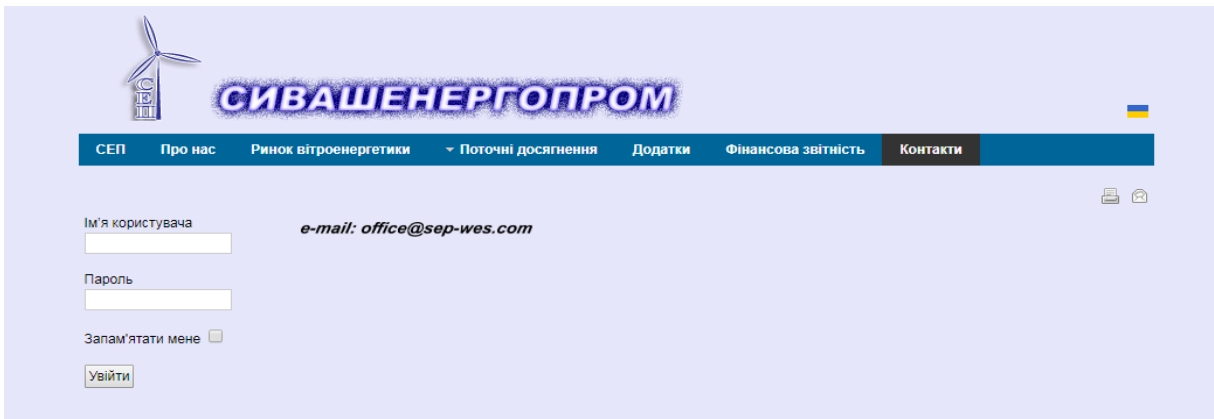 СЕП
СИВАШЕНЕРГОПРОМ
СЕП Про нас Ринок вітроенергетики Поточні досягнення Додатки Фінансова звітність Контакти
Ім'я користувача
e-mail: office@sep-wes.com
Пароль
Запам'ятати мене
Увійти